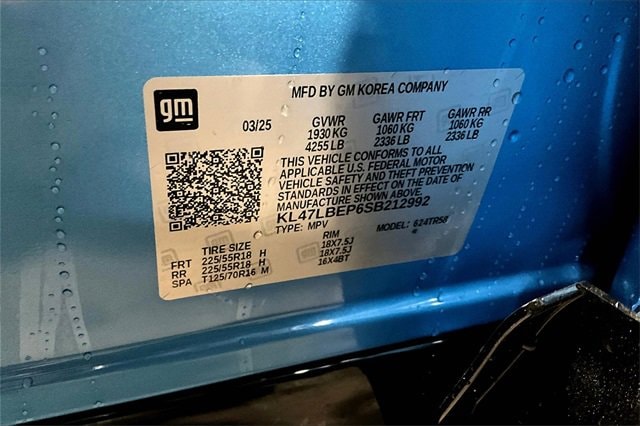 gm
MFD BY GM KOREA COMPANY
03/25 GVWR GAWR FRT GAWR RR
1930 KG 1060 KG 1060 KG
4255 LB 2336 LB 2336 LB
THIS VEHICLE CONFORMS TO ALL
APPLICABLE U.S. FEDERAL MOTOR
VEHICLE SAFETY AND THEFT PREVENTION
STANDARDS IN EFFECT ON THE DATE OF
MANUFACTURE SHOWN ABOVE.
KL47LBEP6SB212992
TYPE: MPV MODEL: 624TR58
TIRE SIZE RIM
FRT 225/55R18 H 18X7.5J
RR 225/55R18 H 18X7.5J
SPA T125/70R16 M 16X4BT